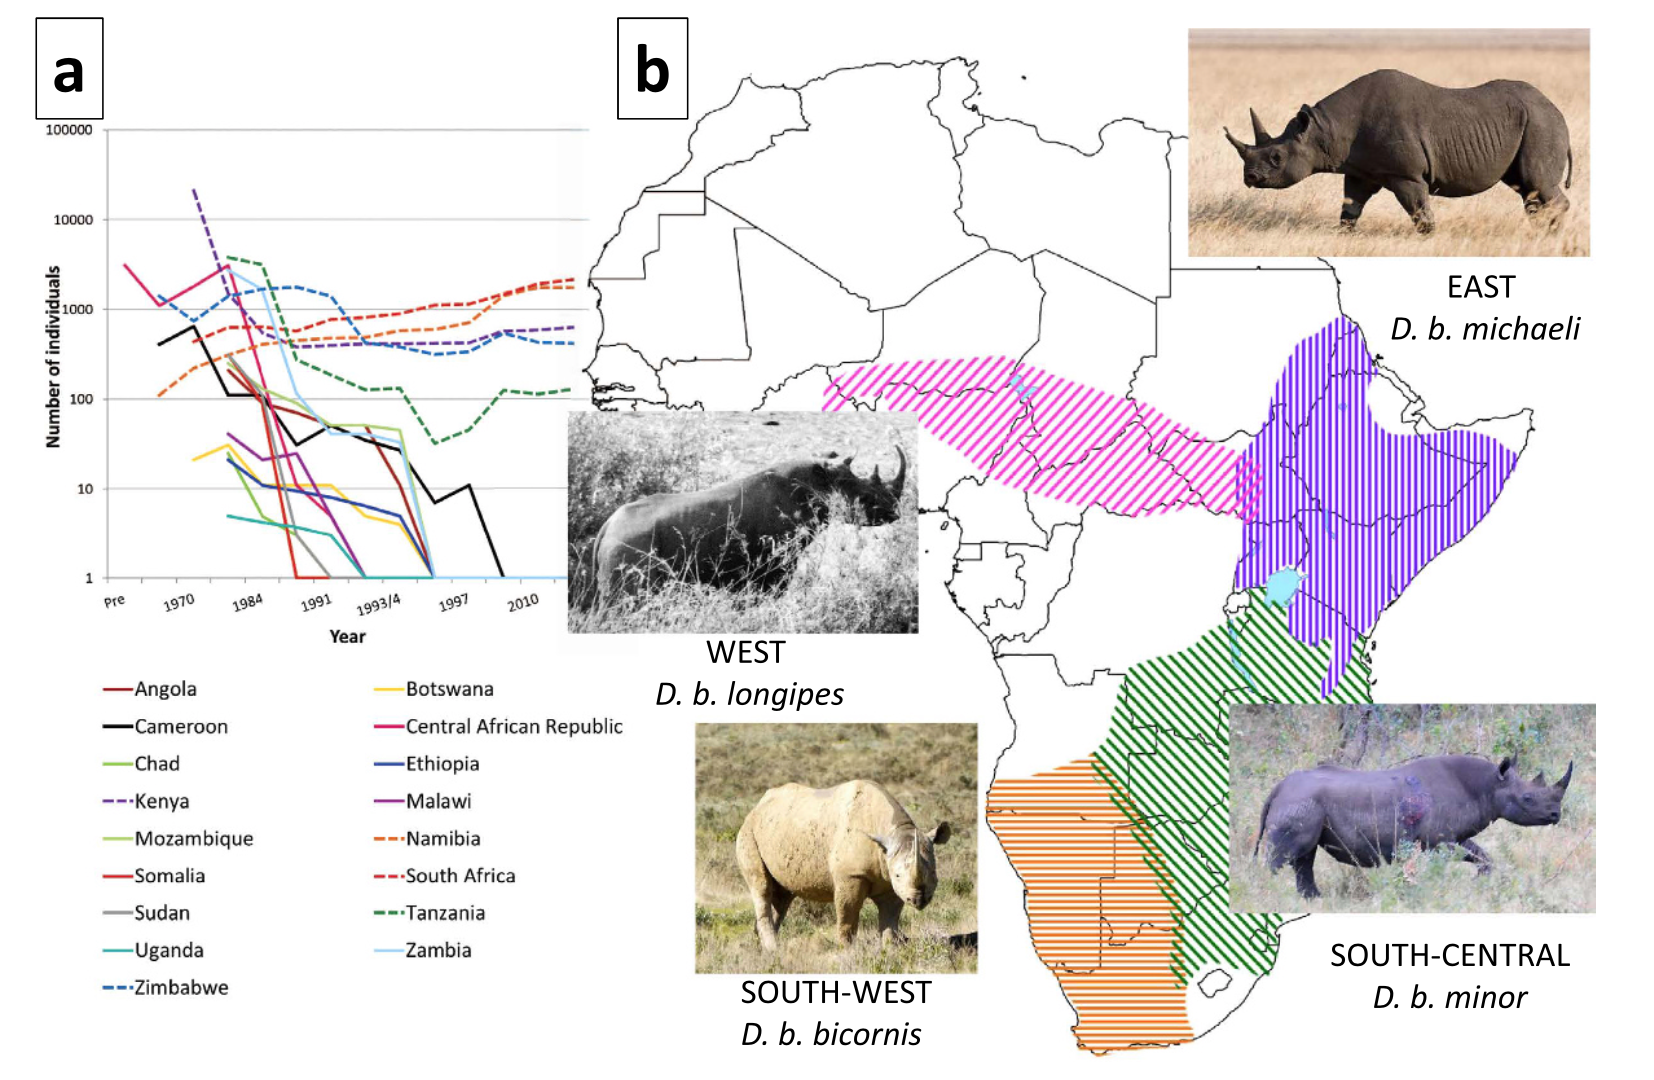 a
b
100000
10000
1000
100
10
1
Number of individuals
Pre
1970
1984
1991
1993/4
1997
2010
Year
Angola
Botswana
Cameroon
Central African Republic
Chad
Ethiopia
Kenya
Malawi
Mozambique
Namibia
Somalia
South Africa
Sudan
Tanzania
Uganda
Zambia
Zimbabwe
EAST
D. b. michaeli
WEST
D. b. longipes
SOUTH-WEST
D. b. bicornis
SOUTH-CENTRAL
D. b. minor